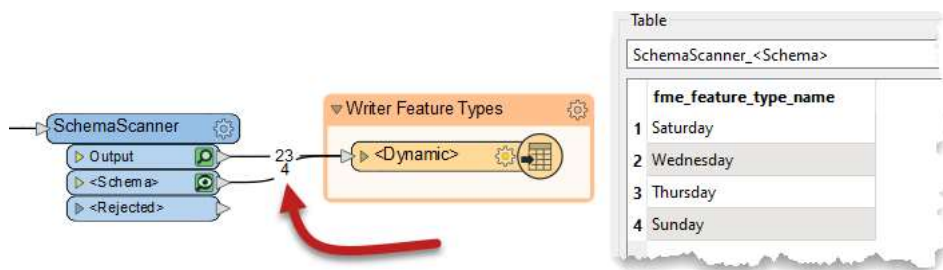 SchemaScanner
Output
<Schema>
<Rejected>
23
4
Writer Feature Types
<Dynamic>
Table
SchemaScanner_<Schema>
fme_feature_type_name
1 Saturday
2 Wednesday
3 Thursday
4 Sunday